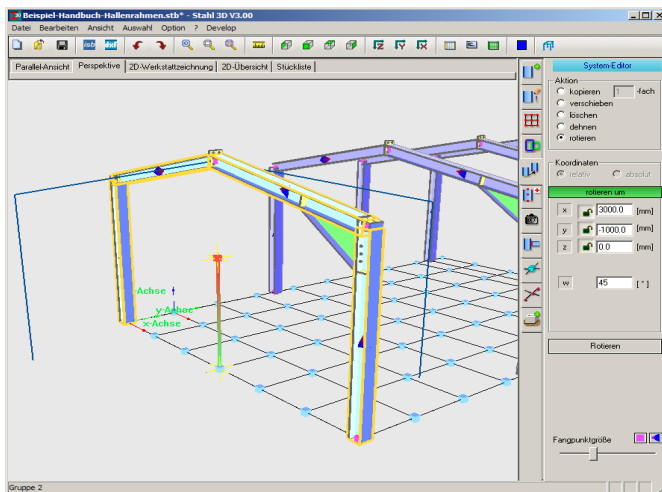 Beispiel-Handbuch-Hallenrahmen.stb* - Stahl 3D V3.00
Datei Bearbeiten Ansicht Auswahl Option ? Develop
isb dxf
Parallel-Ansicht Perspektive 2D-Werkstattzeichnung 2D-Übersicht Stückliste
System-Editor
Aktion
kopieren 1 -fach
verschieben
löschen
dehnen
rotieren
Koordinaten
relativ absolut
rotieren um
x 3000.0 [mm]
y -1000.0 [mm]
z 0.0 [mm]
w 45 [°]
Rotieren
Fangpunktgröße
-Achse
y-Achse
x-Achse
Gruppe 2